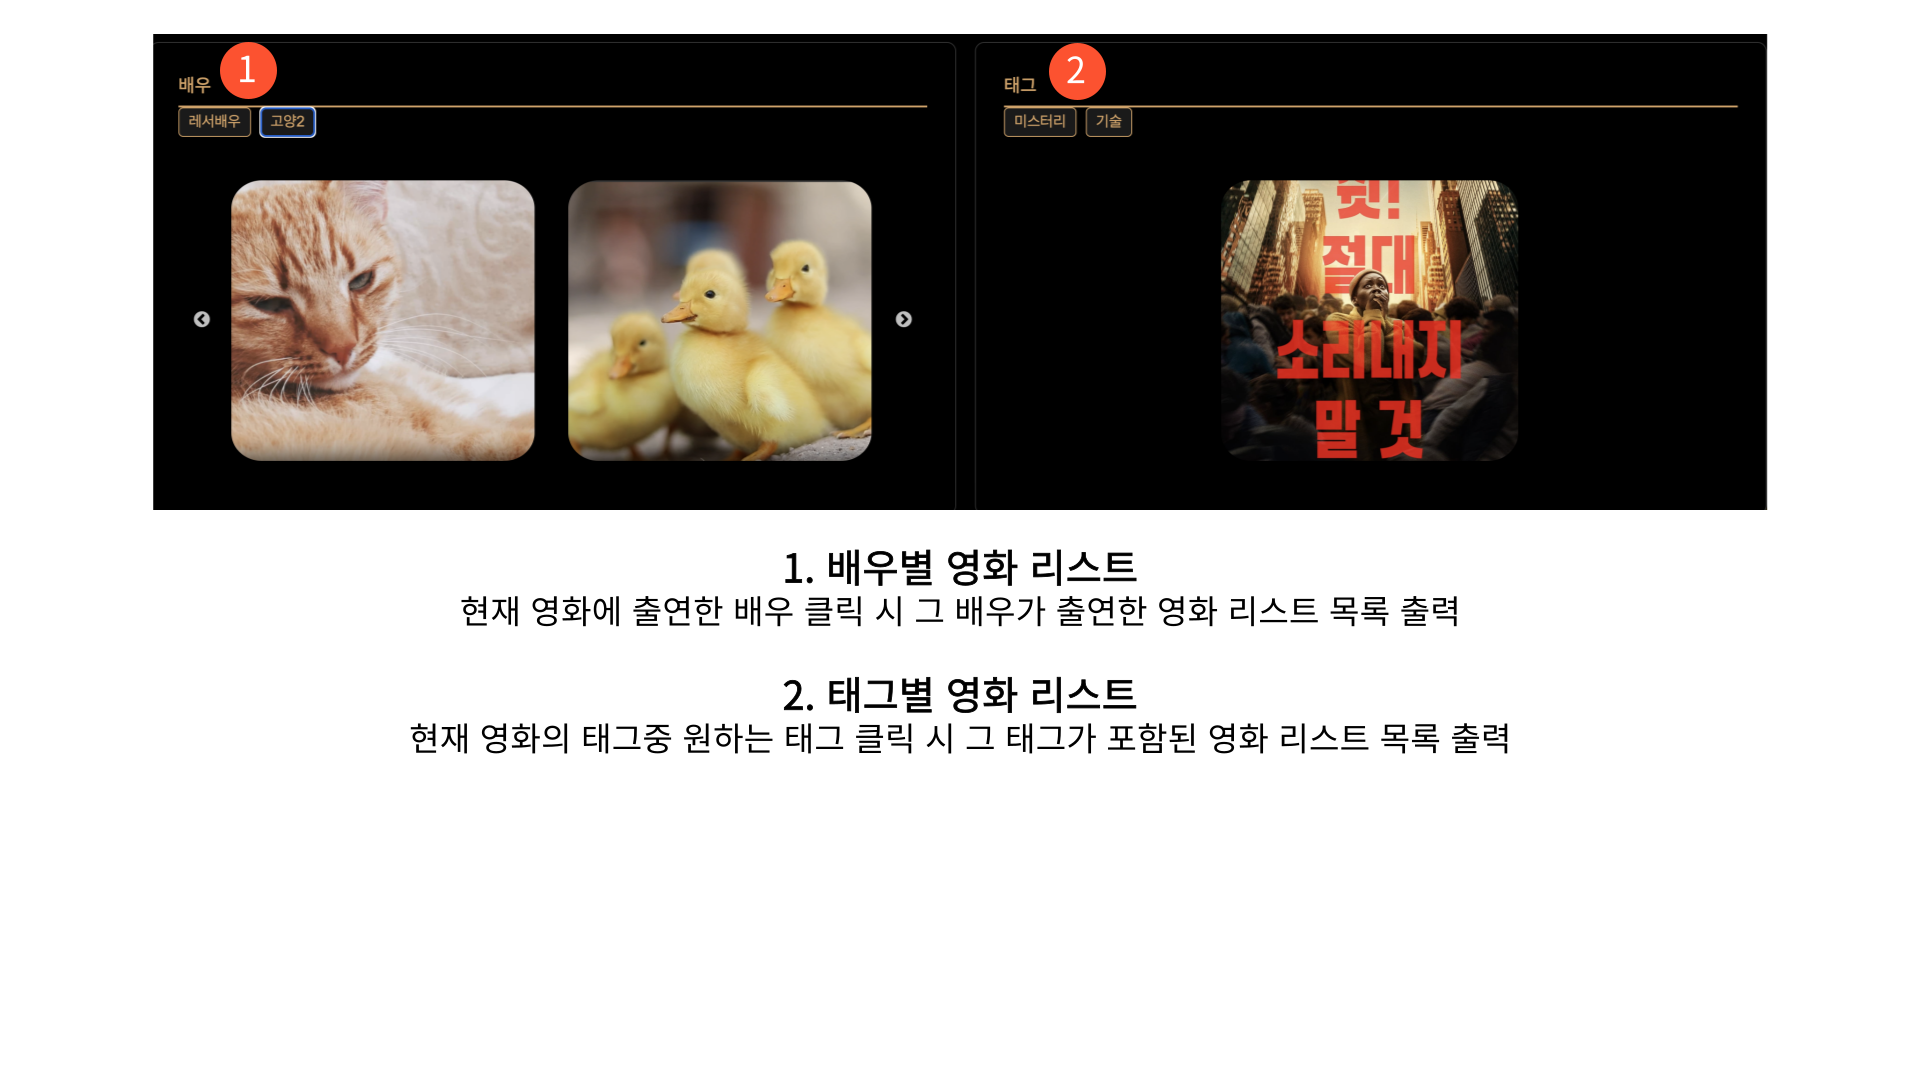 배우
1
레서배우
고양2
태그
2
미스터리
기술
쉿!
절대
소리내지
말 것
1. 배우별 영화 리스트
현재 영화에 출연한 배우 클릭 시 그 배우가 출연한 영화 리스트 목록 출력
2. 태그별 영화 리스트
현재 영화의 태그중 원하는 태그 클릭 시 그 태그가 포함된 영화 리스트 목록 출력